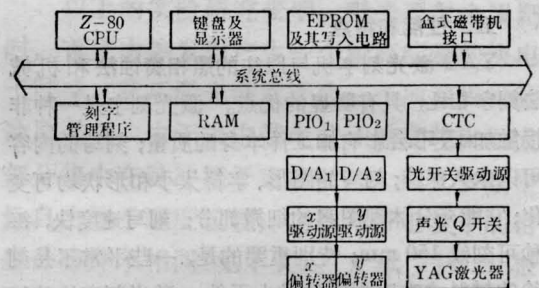 Z-80
CPU
键盘及
显示器
EPROM
及其写入电路
盒式磁带机
接口
系统总线
刻字
管理程序
RAM
PIO₁ PIO₂
CTC
D/A₁ D/A₂
光开关驱动源
x
驱动源
y
驱动源
声光 Q 开关
x
偏转器
y
偏转器
YAG激光器